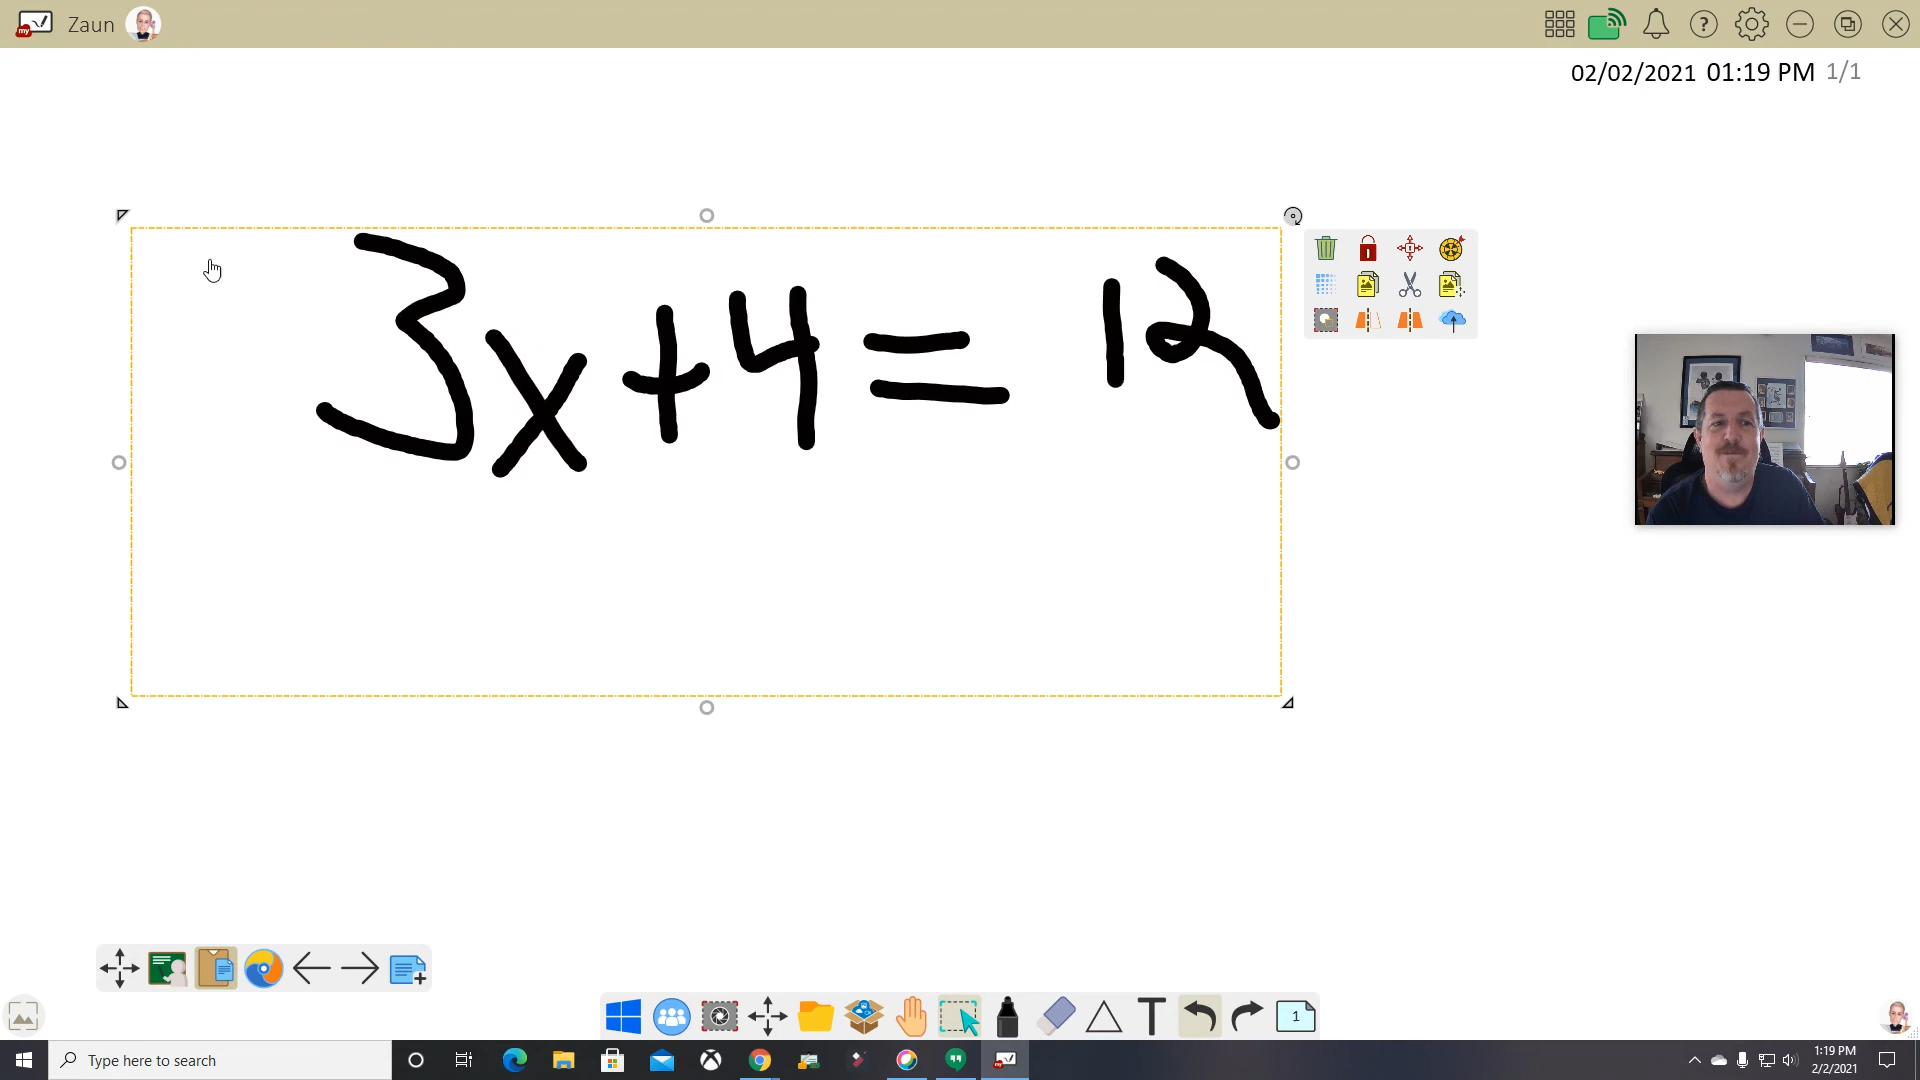 my Zaun
02/02/2021 01:19 PM 1/1
3x+4=12
T 1
Type here to search
1:19 PM
2/2/2021